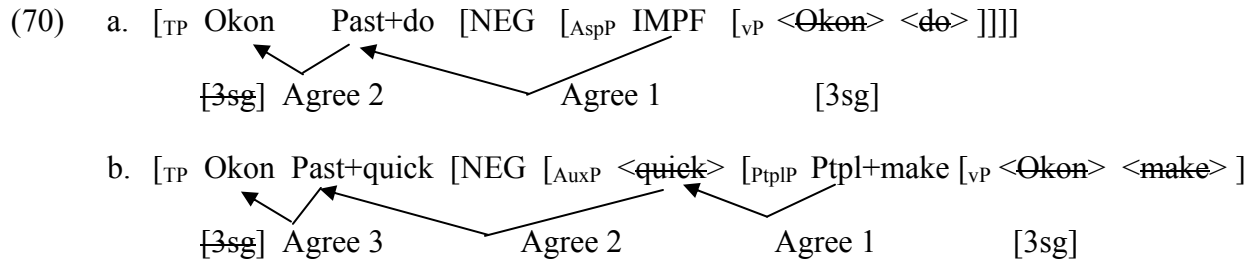 (70) a. [TP Okon Past+do [NEG [AspP IMPF [vP <Okon> <do> ]]]]
[3sg] Agree 2 Agree 1 [3sg]
b. [TP Okon Past+quick [NEG [AuxP <quick> [PtplP Ptpl+make [vP <Okon> <make> ]
[3sg] Agree 3 Agree 2 Agree 1 [3sg]